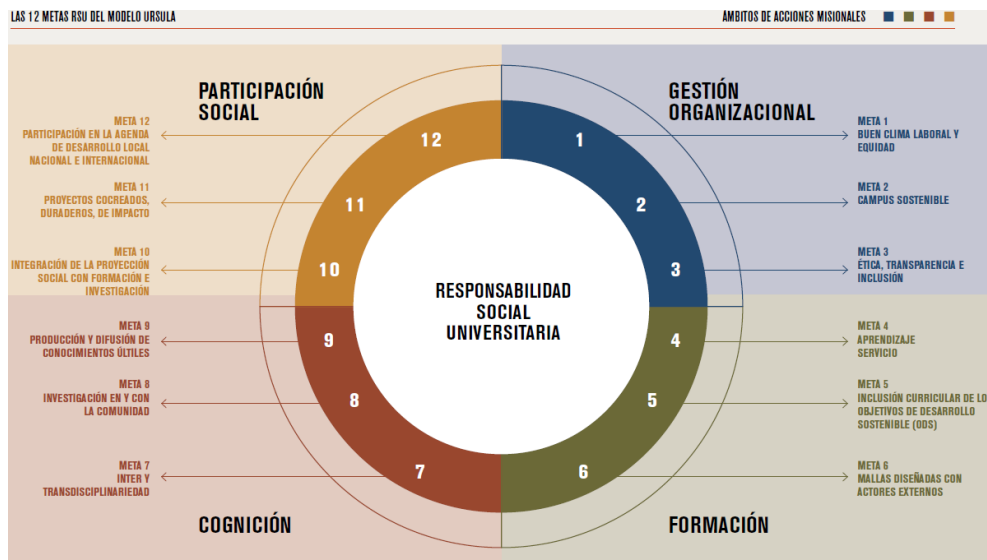 LAS 12 METAS RSU DEL MODELO URSULA
ÁMBITOS DE ACCIONES MISIONALES
PARTICIPACIÓN
SOCIAL
GESTIÓN
ORGANIZACIONAL
META 12
PARTICIPACIÓN EN LA AGENDA
DE DESARROLLO LOCAL
NACIONAL E INTERNACIONAL
META 11
PROYECTOS COCREADOS,
DURADEROS, DE IMPACTO
META 10
INTEGRACIÓN DE LA PROYECCIÓN
SOCIAL CON FORMACIÓN E
INVESTIGACIÓN
12
11
10
1
2
3
META 1
BUEN CLIMA LABORAL Y
EQUIDAD
META 2
CAMPUS SOSTENIBLE
META 3
ÉTICA, TRANSPARENCIA E
INCLUSIÓN
RESPONSABILIDAD
SOCIAL
UNIVERSITARIA
META 9
PRODUCCIÓN Y DIFUSIÓN DE
CONOCIMIENTOS ÚLTILES
META 8
INVESTIGACIÓN EN Y CON
LA COMUNIDAD
META 7
INTER Y
TRANSDISCIPLINARIEDAD
9
8
7
4
5
6
META 4
APRENDIZAJE
SERVICIO
META 5
INCLUSIÓN CURRICULAR DE LO
OBJETIVOS DE DESARROLLO
SOSTENIBLE (ODS)
META 6
MALLAS DISEÑADAS CON
ACTORES EXTERNOS
COGNICIÓN
FORMACIÓN